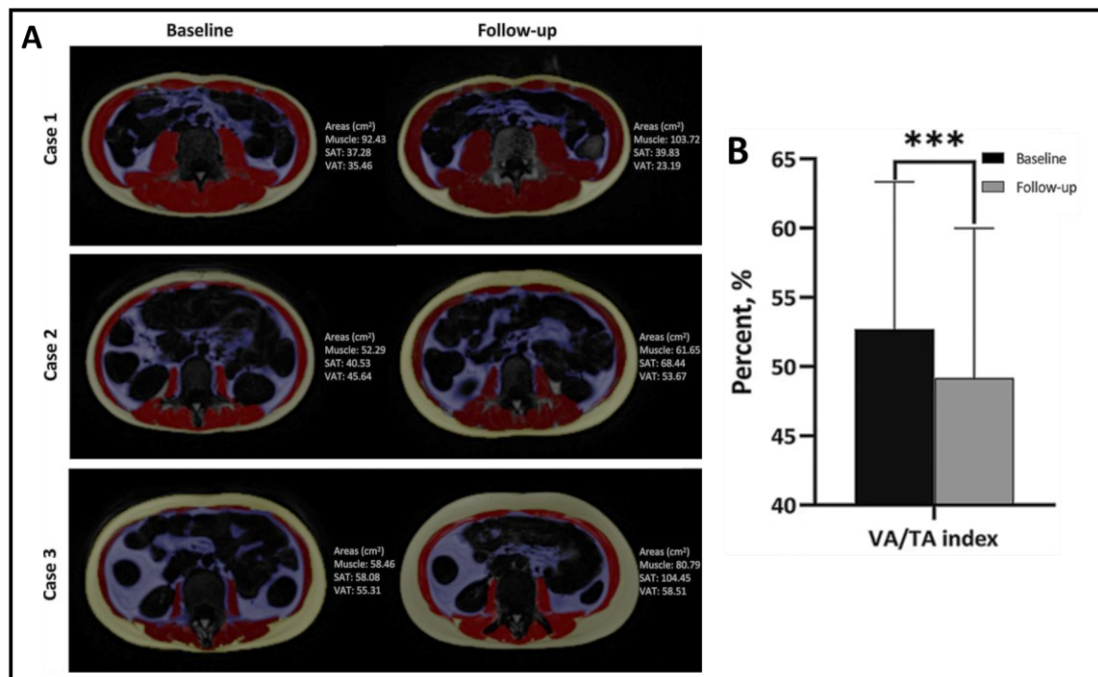 A
Baseline
Follow-up
Case 1
Areas (cm²)
Muscle: 92.43
SAT: 37.28
VAT: 35.46
Areas (cm²)
Muscle: 103.72
SAT: 39.83
VAT: 23.19
Case 2
Areas (cm²)
Muscle: 52.29
SAT: 40.53
VAT: 45.64
Areas (cm²)
Muscle: 61.65
SAT: 68.44
VAT: 53.67
Case 3
Areas (cm²)
Muscle: 58.46
SAT: 58.08
VAT: 55.31
Areas (cm²)
Muscle: 80.79
SAT: 104.45
VAT: 58.51
B
***
Baseline
Follow-up
Percent, %
65
60
55
50
45
40
VA/TA index